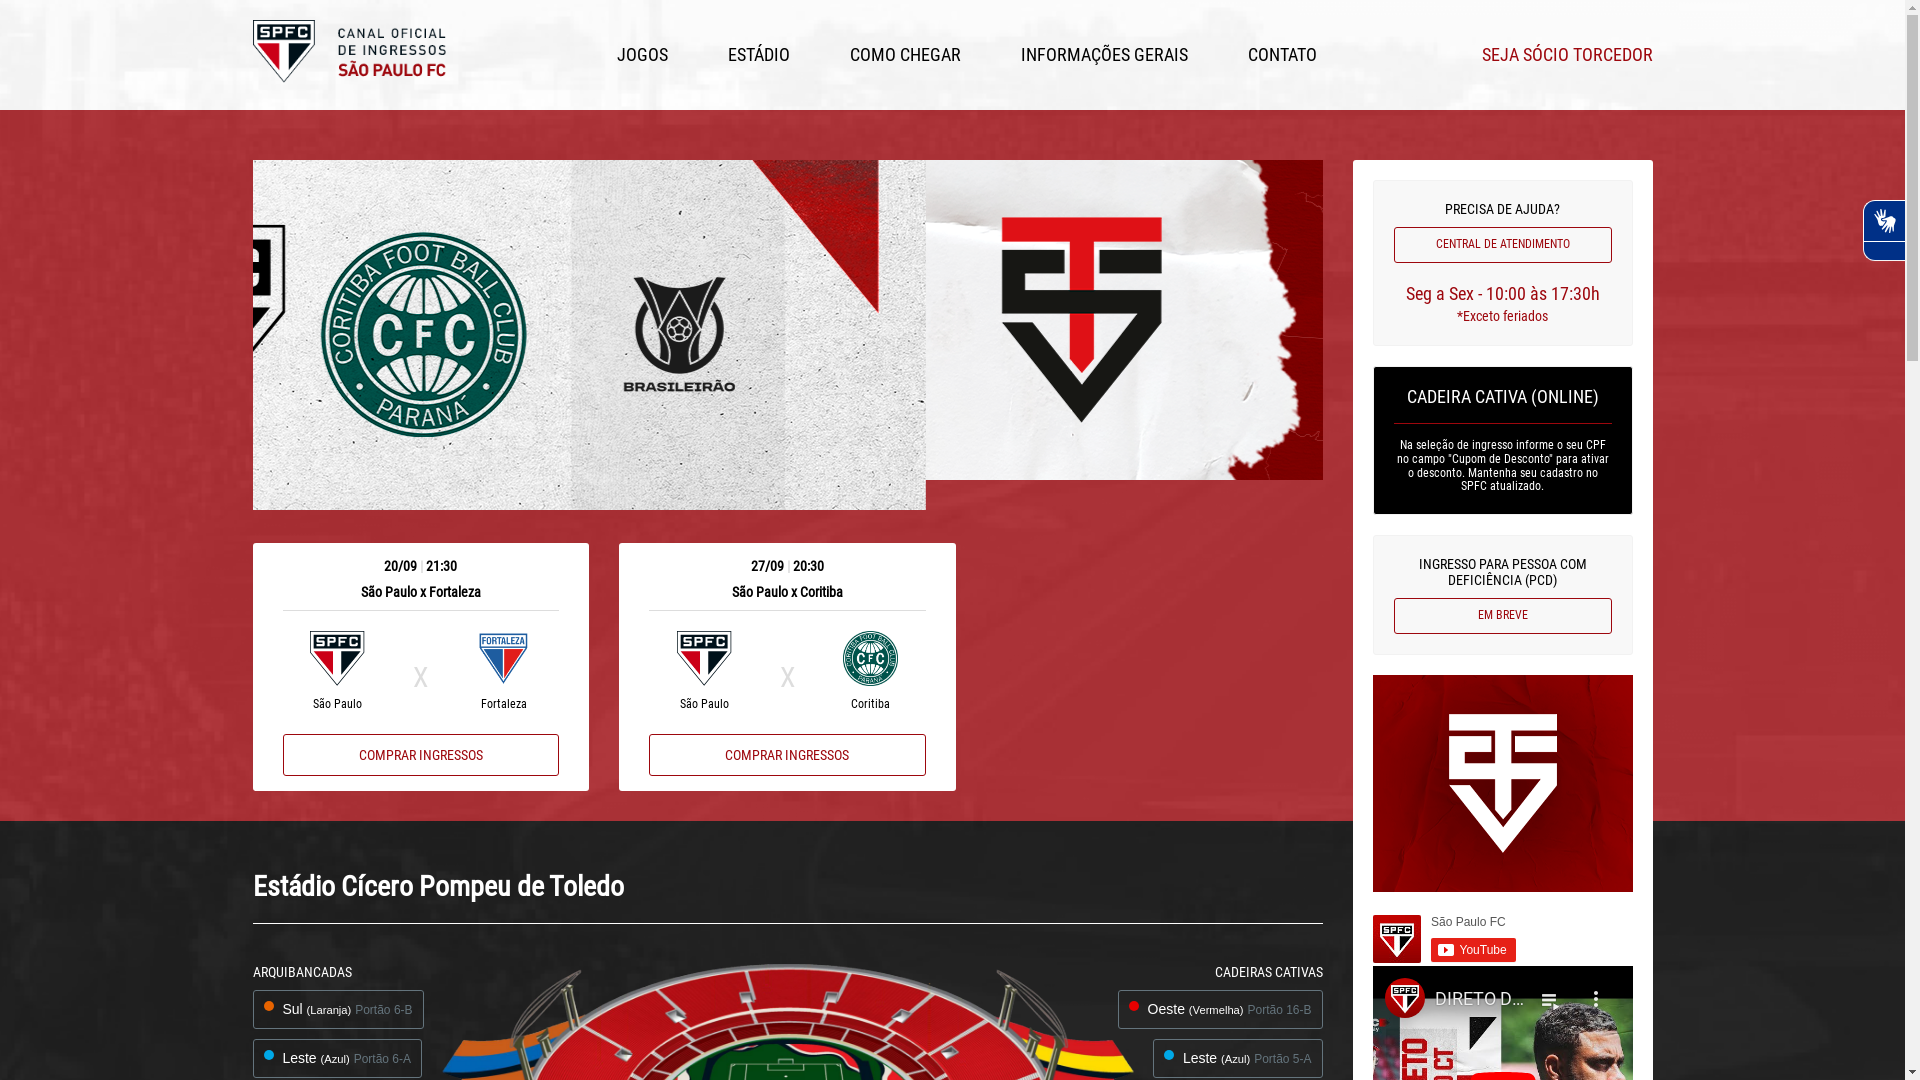 SPFC
CANAL OFICIAL
DE INGRESSOS
SÃO PAULO FC
JOGOS
ESTÁDIO
COMO CHEGAR
INFORMAÇÕES GERAIS
CONTATO
SEJA SÓCIO TORCEDOR
CORITIBA FOOT BALL CLUB
CFC
PARANÁ
BRASILEIRÃO
PRECISA DE AJUDA?
CENTRAL DE ATENDIMENTO
Seg a Sex - 10:00 às 17:30h
*Exceto feriados
CADEIRA CATIVA (ONLINE)
Na seleção de ingresso informe o seu CPF
no campo "Cupom de Desconto" para ativar
o desconto. Mantenha seu cadastro no
SPFC atualizado.
INGRESSO PARA PESSOA COM
DEFICIÊNCIA (PCD)
EM BREVE
20/09 | 21:30
São Paulo x Fortaleza
SPFC
São Paulo
X
FORTALEZA
Fortaleza
COMPRAR INGRESSOS
27/09 | 20:30
São Paulo x Coritiba
SPFC
São Paulo
X
CFC
Coritiba
COMPRAR INGRESSOS
Estádio Cícero Pompeu de Toledo
ARQUIBANCADAS
Sul (Laranja) Portão 6-B
Leste (Azul) Portão 6-A
CADEIRAS CATIVAS
Oeste (Vermelha) Portão 16-B
Leste (Azul) Portão 5-A
SPFC
São Paulo FC
YouTube
SPFC
DIRETO D...